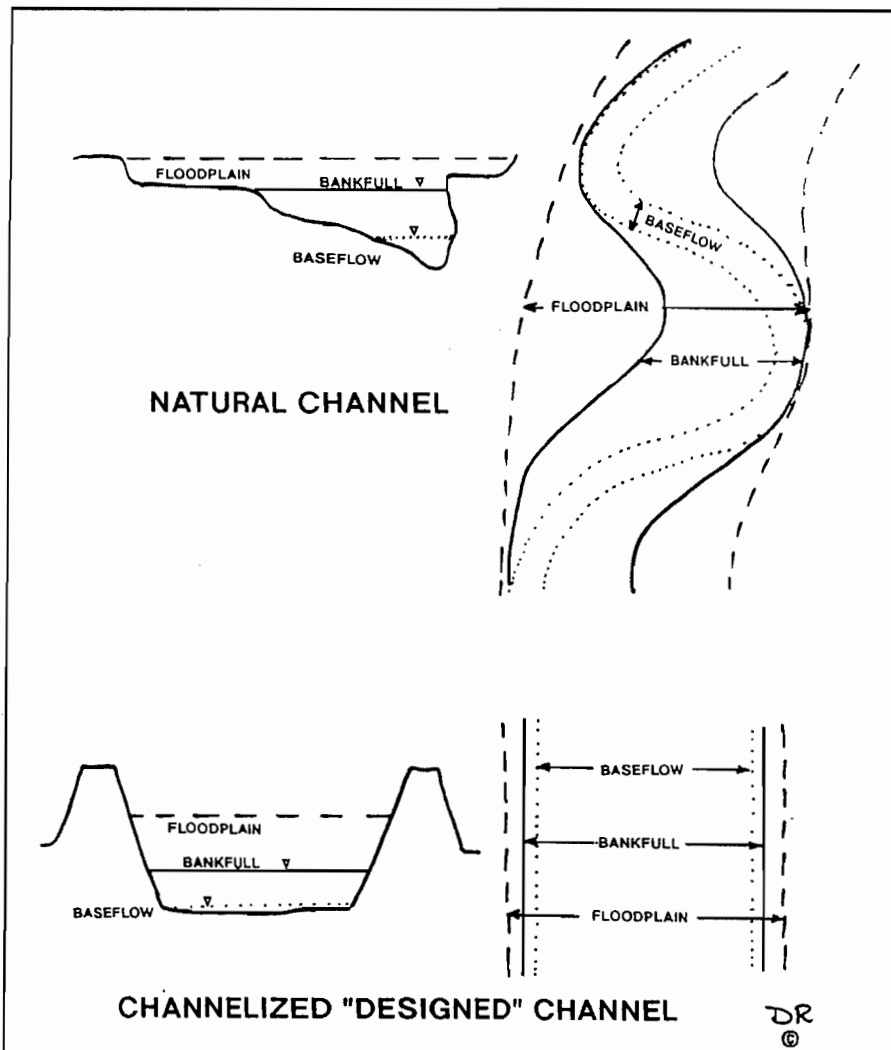 FLOODPLAIN
BANKFULL
BASEFLOW
BASEFLOW
FLOODPLAIN
BANKFULL
NATURAL CHANNEL
FLOODPLAIN
BANKFULL
BASEFLOW
BASEFLOW
BANKFULL
FLOODPLAIN
CHANNELIZED "DESIGNED" CHANNEL
DR
©